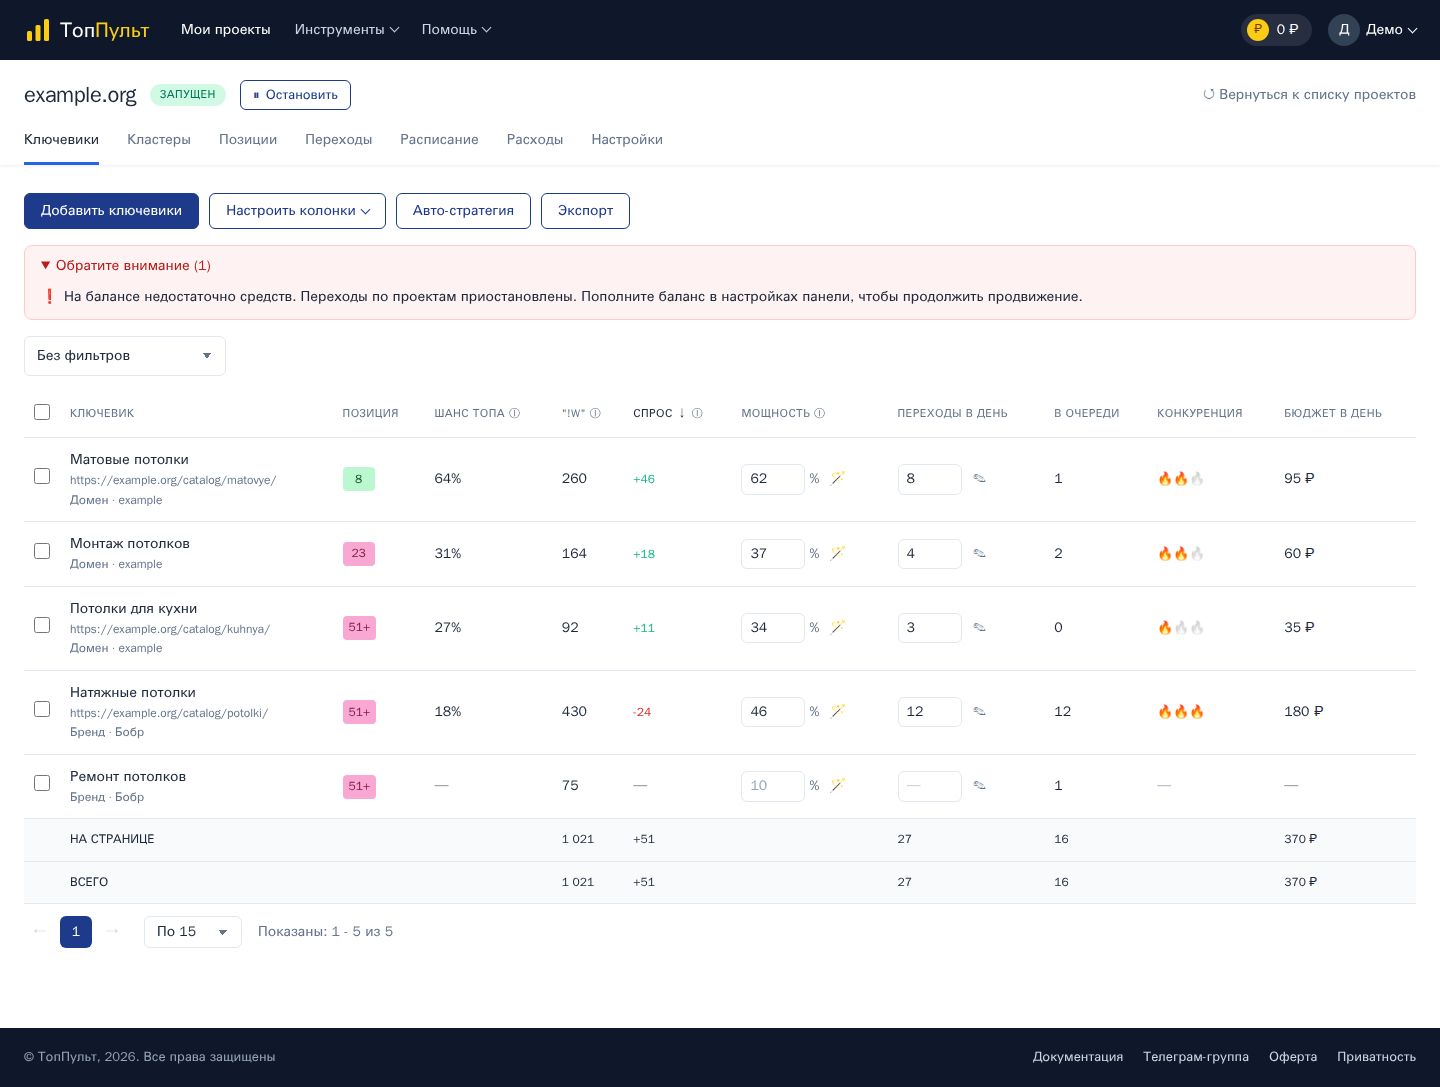 ТопПульт Мои проекты Инструменты Помощь ₽ 0 ₽ Д Демо
example.org ЗАПУЩЕН Остановить Вернуться к списку проектов
Ключевики Кластеры Позиции Переходы Расписание Расходы Настройки
Добавить ключевики Настроить колонки Авто-стратегия Экспорт
▼ Обратите внимание (1)
❗ На балансе недостаточно средств. Переходы по проектам приостановлены. Пополните баланс в настройках панели, чтобы продолжить продвижение.
Без фильтров
КЛЮЧЕВИК ПОЗИЦИЯ ШАНС ТОПА ⓘ "!W" ⓘ СПРОС ↓ ⓘ МОЩНОСТЬ ⓘ ПЕРЕХОДЫ В ДЕНЬ В ОЧЕРЕДИ КОНКУРЕНЦИЯ БЮДЖЕТ В ДЕНЬ
Матовые потолки
https://example.org/catalog/matovye/
Домен · example
8 64% 260 +46 62 % 8 1 95 ₽
Монтаж потолков
Домен · example
23 31% 164 +18 37 % 4 2 60 ₽
Потолки для кухни
https://example.org/catalog/kuhnya/
Домен · example
51+ 27% 92 +11 34 % 3 0 35 ₽
Натяжные потолки
https://example.org/catalog/potolki/
Бренд · Бобр
51+ 18% 430 -24 46 % 12 12 180 ₽
Ремонт потолков
Бренд · Бобр
51+ — 75 — 10 % — 1 — —
НА СТРАНИЦЕ 1 021 +51 27 16 370 ₽
ВСЕГО 1 021 +51 27 16 370 ₽
← 1 → По 15 Показаны: 1 - 5 из 5
© ТопПульт, 2026. Все права защищены Документация Телеграм-группа Оферта Приватность